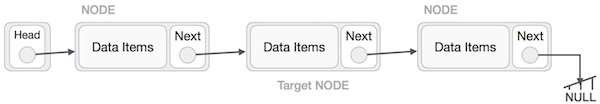 NODE NODE
Head Data Items Next Data Items Next Data Items Next
Target NODE
NULL